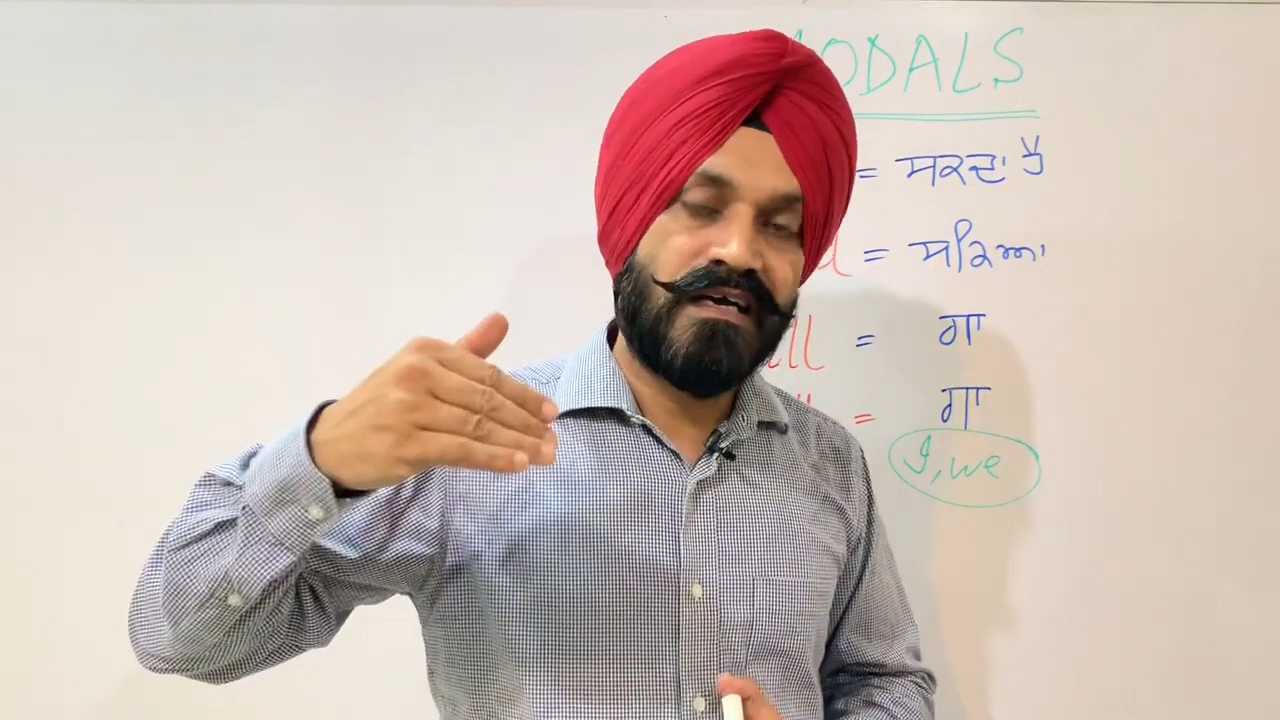 ODALS
= ਸਕਦਾ ਹੈ
= ਸਕਿਆ
ll = ਗਾ
= ਗਾ
I, we